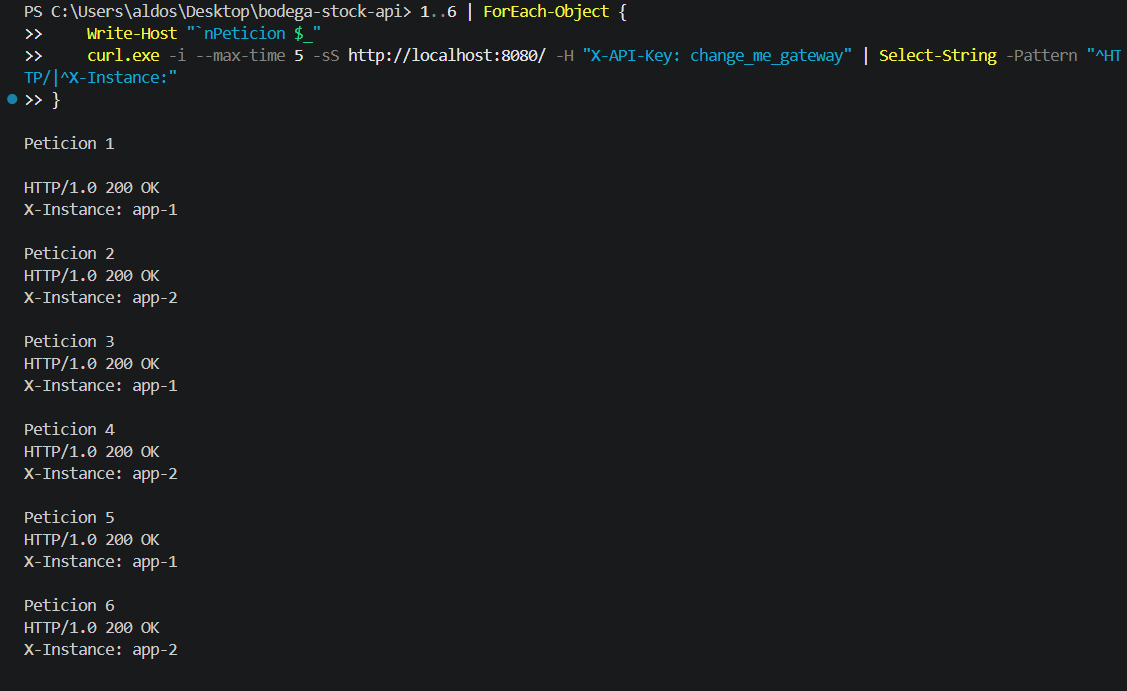 PS C:\Users\aldos\Desktop\bodega-stock-api> 1..6 | ForEach-Object {
>>     Write-Host "`nPeticion $_"
>>     curl.exe -i --max-time 5 -sS http://localhost:8080/ -H "X-API-Key: change_me_gateway" | Select-String -Pattern "^HT
TP/|^X-Instance:"
>> }
Peticion 1
HTTP/1.0 200 OK
X-Instance: app-1
Peticion 2
HTTP/1.0 200 OK
X-Instance: app-2
Peticion 3
HTTP/1.0 200 OK
X-Instance: app-1
Peticion 4
HTTP/1.0 200 OK
X-Instance: app-2
Peticion 5
HTTP/1.0 200 OK
X-Instance: app-1
Peticion 6
HTTP/1.0 200 OK
X-Instance: app-2